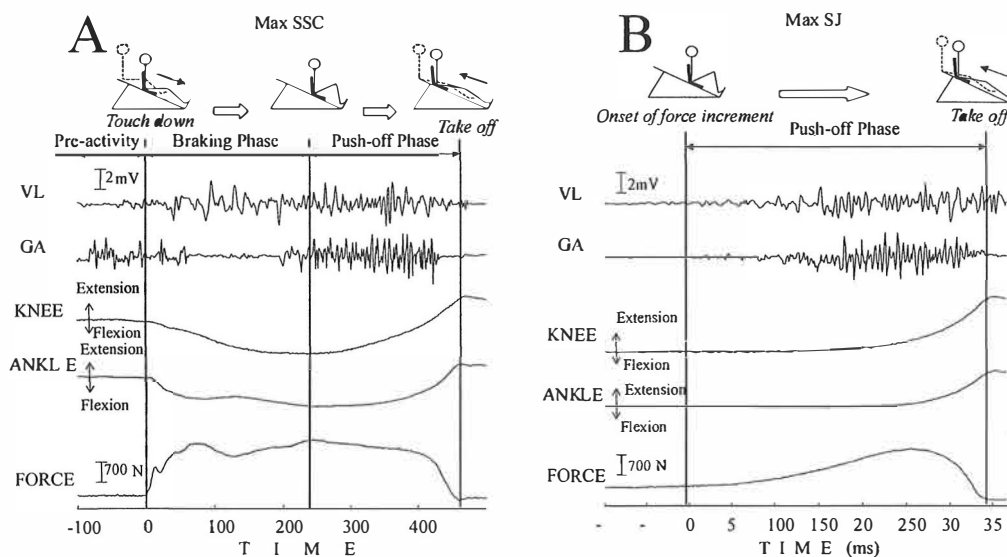 A
Max SSC
Touch down
Take off
Pre-activity
Braking Phase
Push-off Phase
VL
2mV
GA
Extension
KNEE
Flexion
Extension
ANKL E
Flexion
700 N
FORCE
-100 0 100 200 300 400
T I M E
B
Max SJ
Onset of force increment
Take off
Push-off Phase
VL
2mV
GA
Extension
KNEE
Flexion
Extension
ANKLE
Flexion
700 N
FORCE
- - 0 5 10 150 200 250 30 35
T I M E (ms)